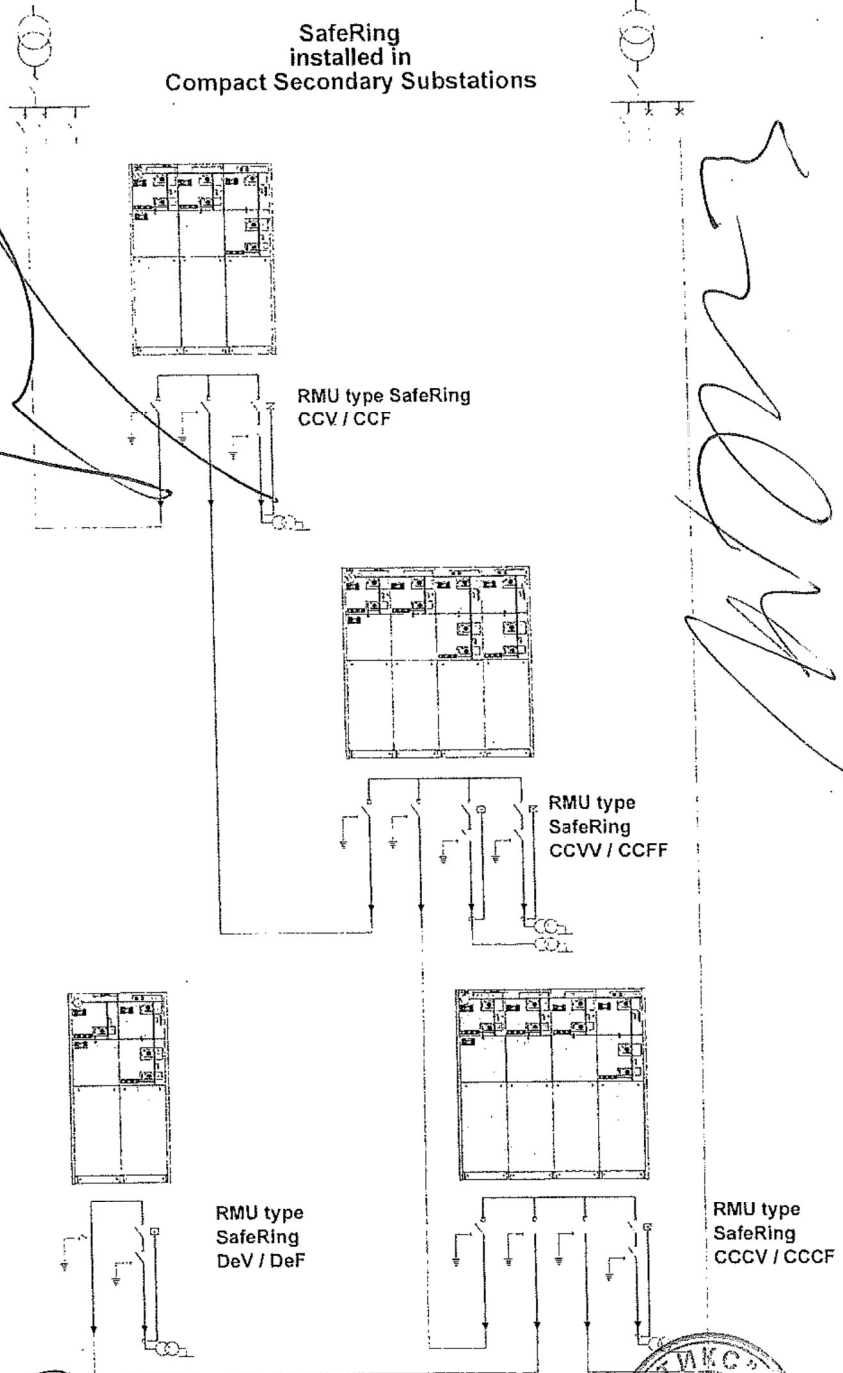 SafeRing
installed in
Compact Secondary Substations
RMU type SafeRing
CCV / CCF
RMU type
SafeRing
CCVV / CCFF
RMU type
SafeRing
DeV / DeF
RMU type
SafeRing
CCCV / CCCF